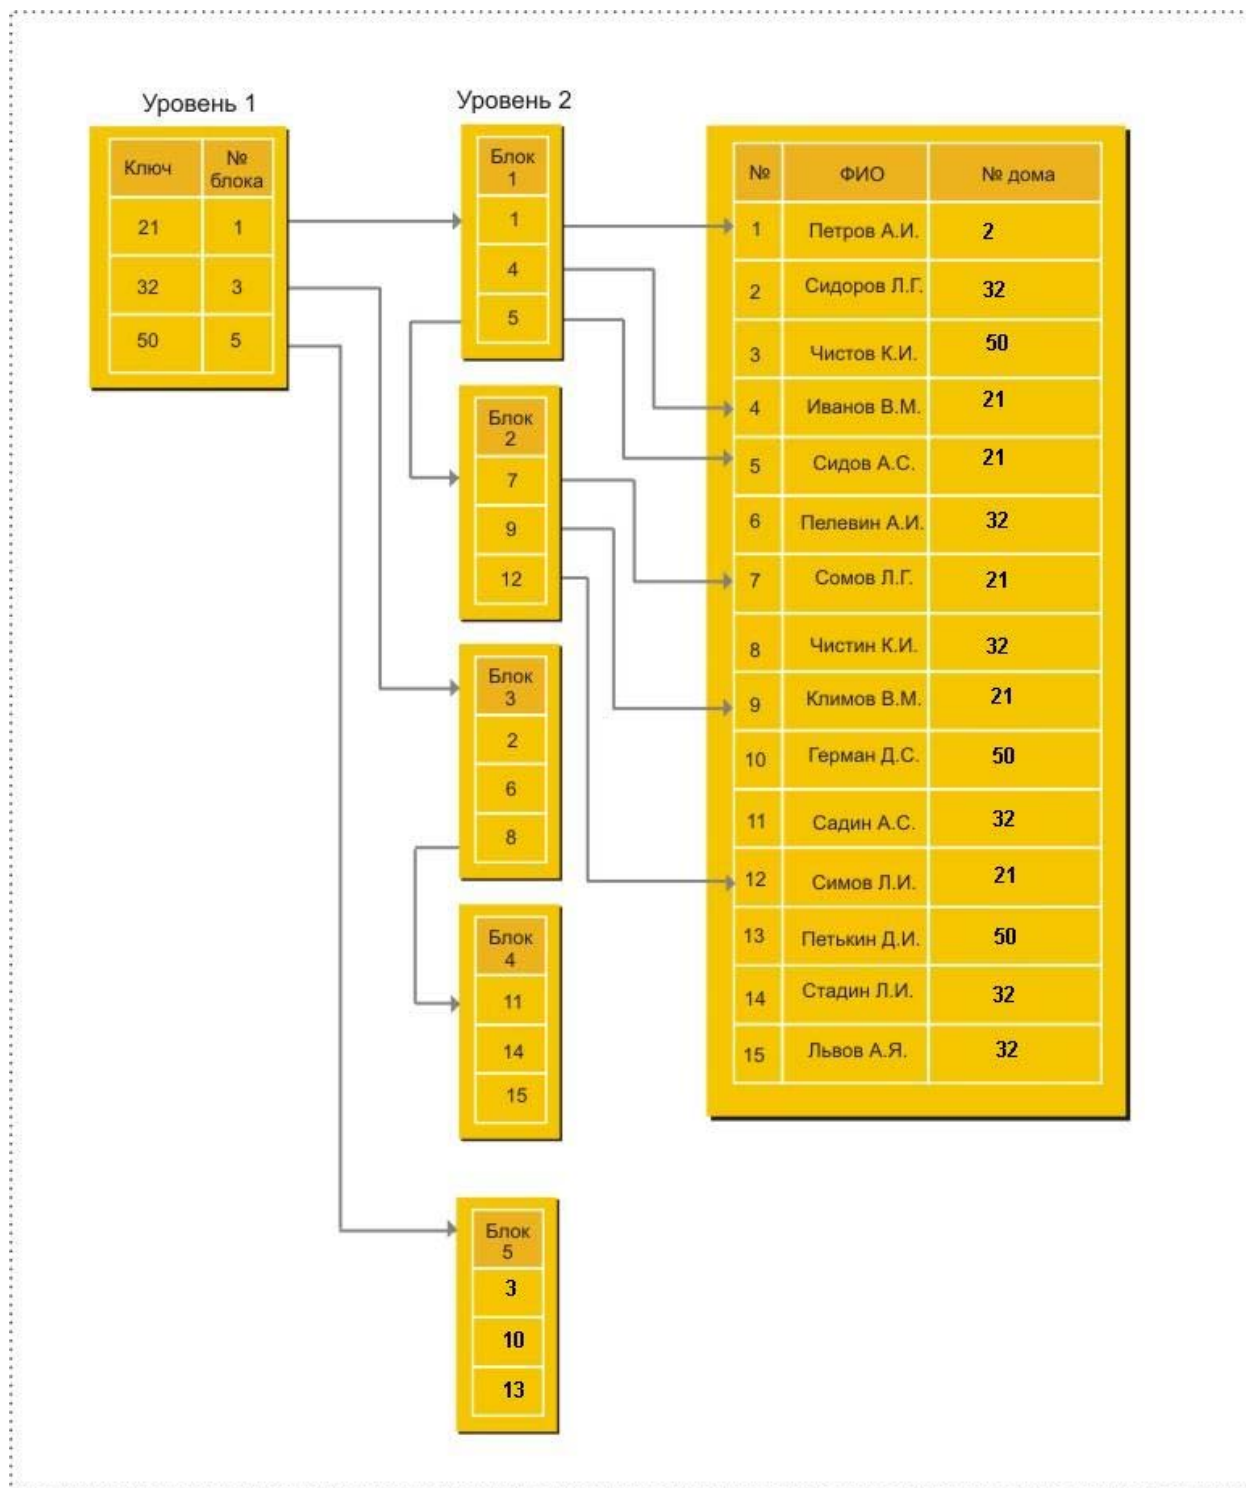 Уровень 1
Ключ № блока
21 1
32 3
50 5
Уровень 2
Блок 1
1
4
5
Блок 2
7
9
12
Блок 3
2
6
8
Блок 4
11
14
15
Блок 5
3
10
13
№ ФИО № дома
1 Петров А.И. 2
2 Сидоров Л.Г. 32
3 Чистов К.И. 50
4 Иванов В.М. 21
5 Сидов А.С. 21
6 Пелевин А.И. 32
7 Сомов Л.Г. 21
8 Чистин К.И. 32
9 Климов В.М. 21
10 Герман Д.С. 50
11 Садин А.С. 32
12 Симов Л.И. 21
13 Петькин Д.И. 50
14 Стадин Л.И. 32
15 Львов А.Я. 32